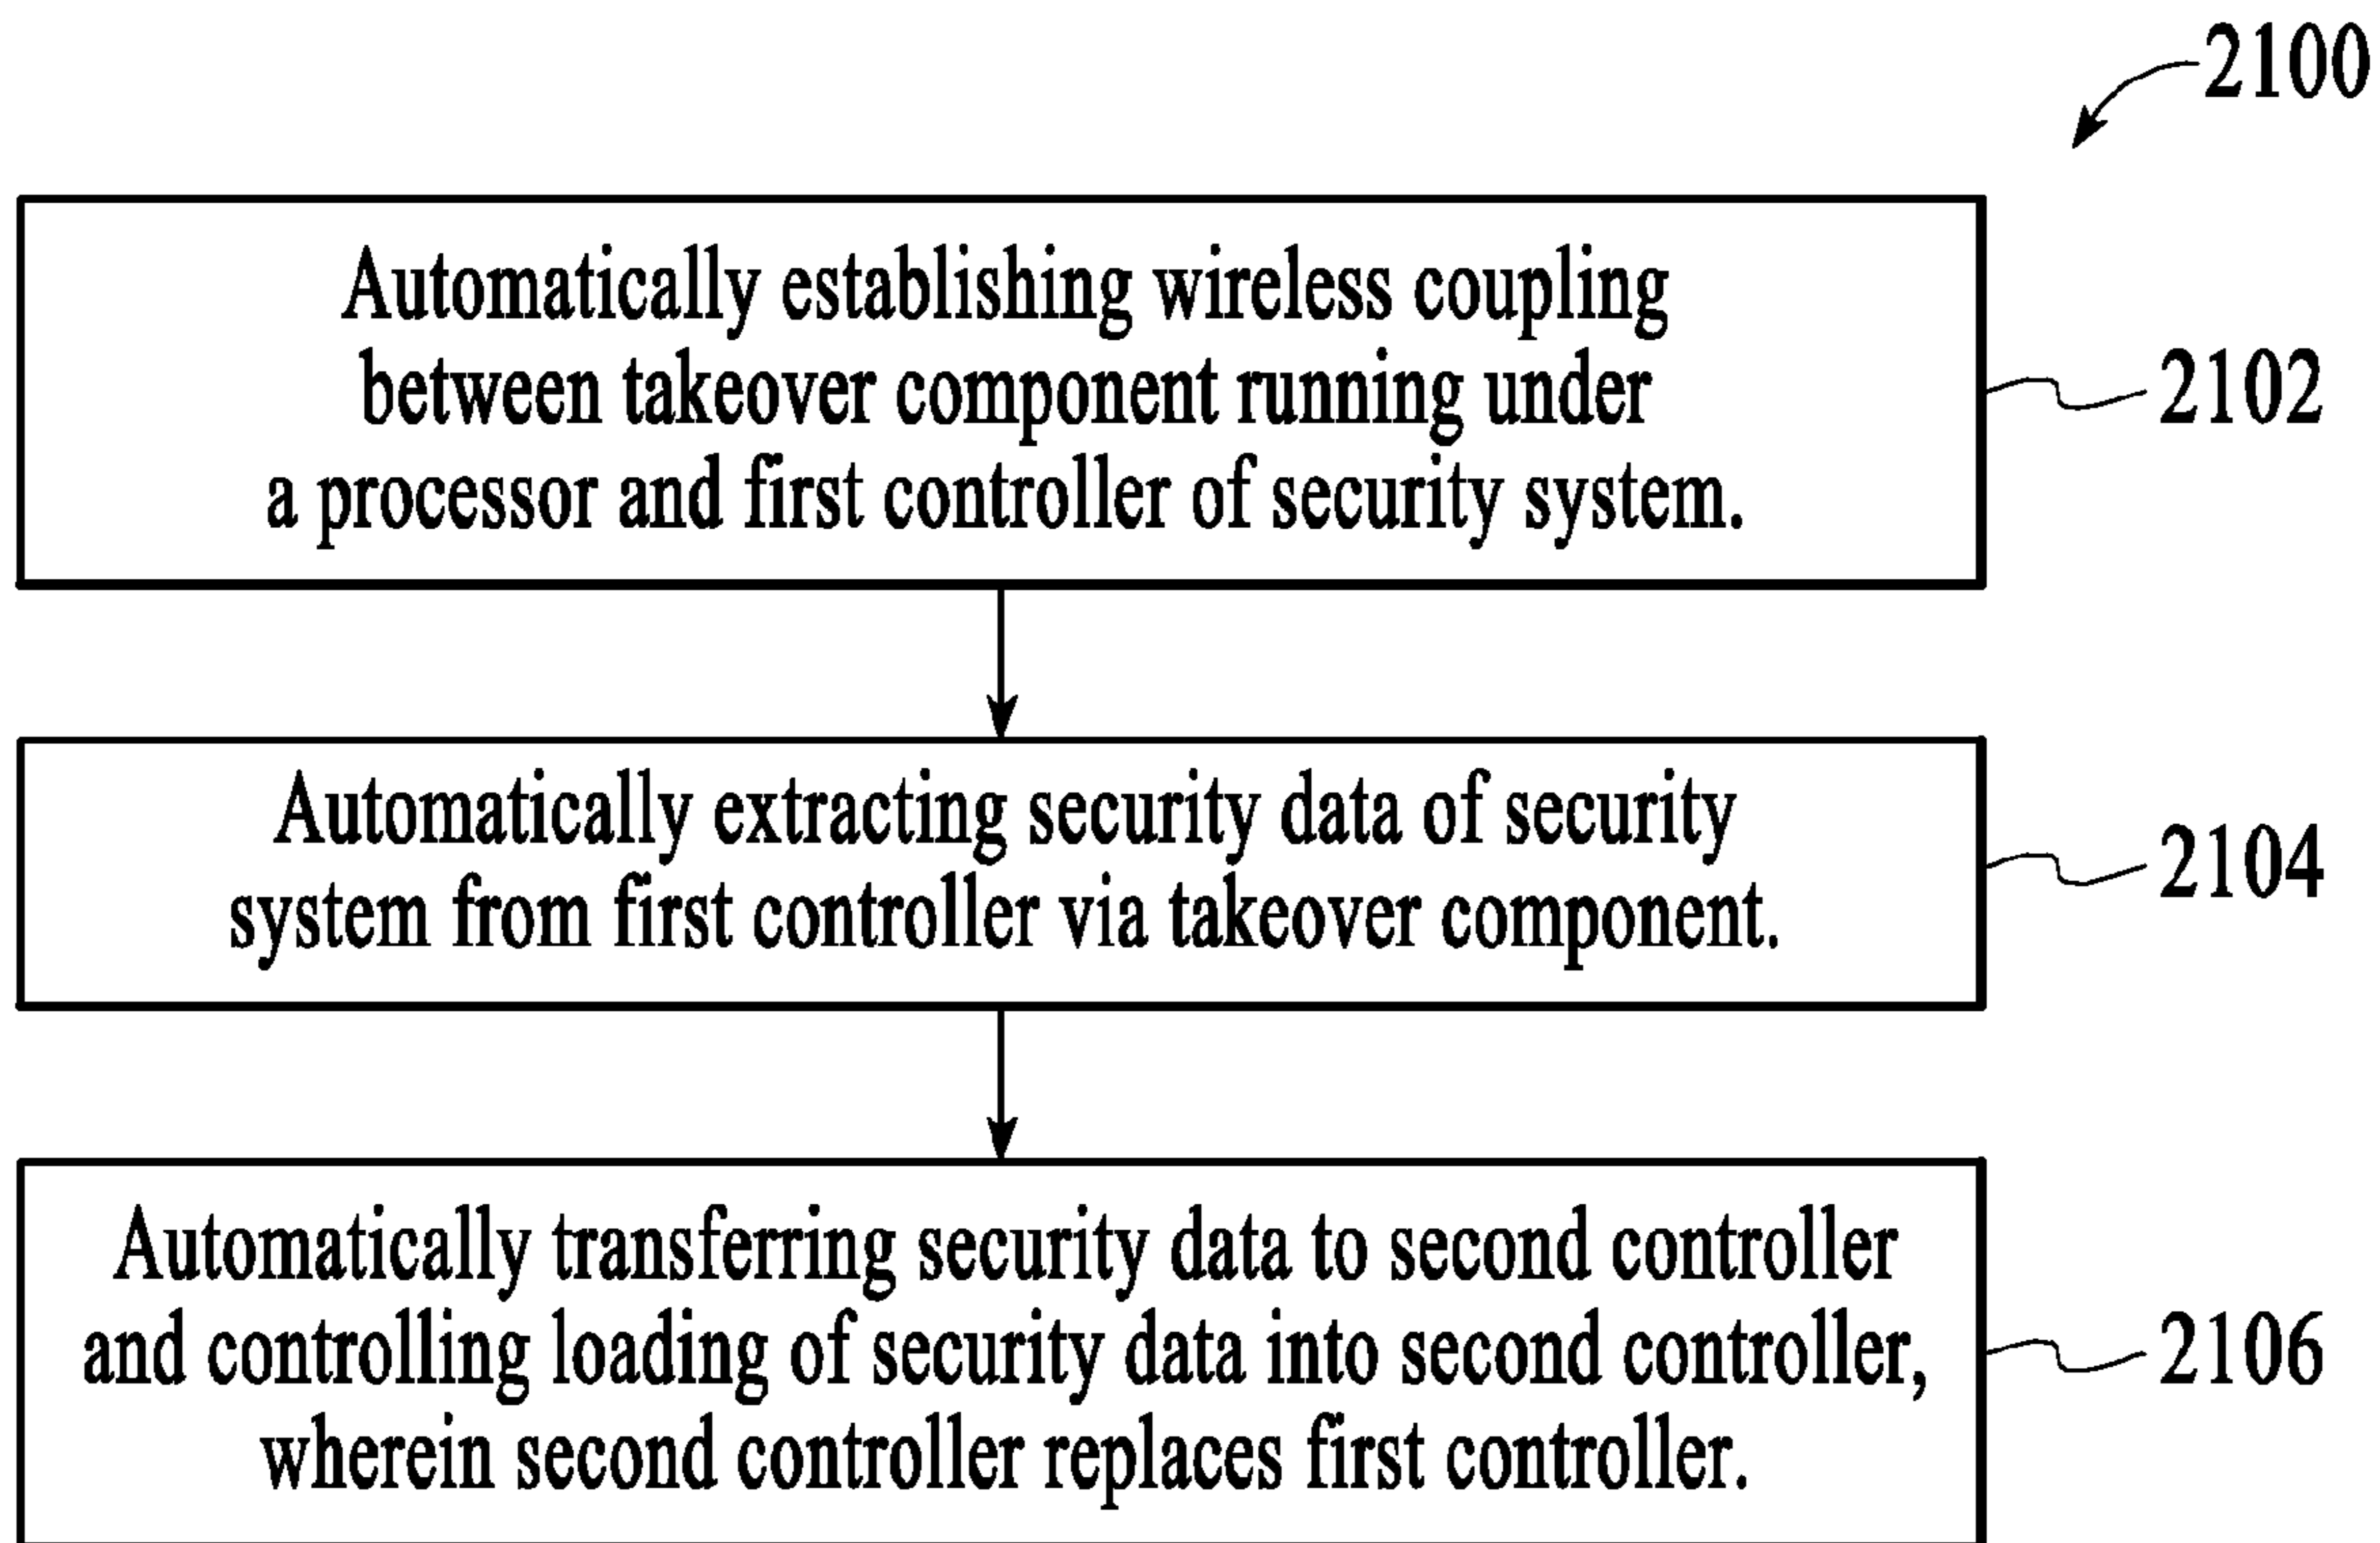 2100
Automatically establishing wireless coupling
between takeover component running under
a processor and first controller of security system.
2102
Automatically extracting security data of security
system from first controller via takeover component.
2104
Automatically transferring security data to second controller
and controlling loading of security data into second controller,
wherein second controller replaces first controller.
2106